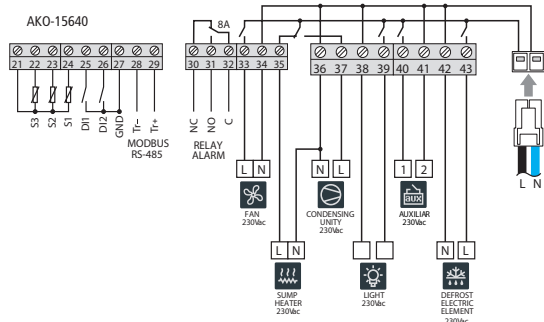 AKO-15640
8A
21 22 23 24 25 26 27 28 29
30 31 32 33 34 35
36 37 38 39 40 41 42 43
S3
S2
S1
DI1
DI2
GND
Tr-
Tr+
MODBUS
RS-485
NC
NO
C
RELAY
ALARM
L N
L N
N L
1 2
FAN
230Vac
CONDENSING
UNITY
230Vac
aux
AUXILIAR
230Vac
L N
N L
SUMP
HEATER
230Vac
LIGHT
230Vac
DEFROST
ELECTRIC
ELEMENT
230Vac